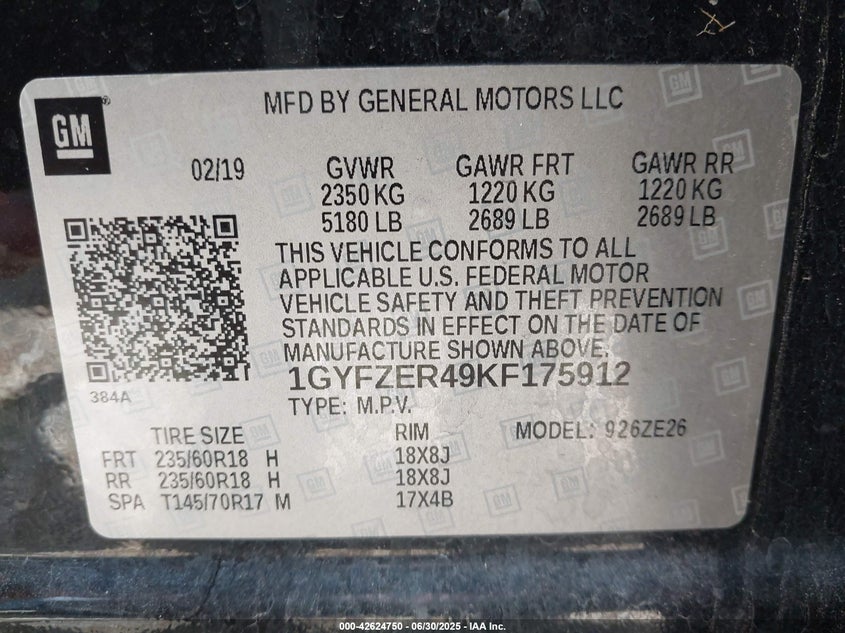 GM
MFD BY GENERAL MOTORS LLC
02/19 GVWR GAWR FRT GAWR RR
2350 KG 1220 KG 1220 KG
5180 LB 2689 LB 2689 LB
THIS VEHICLE CONFORMS TO ALL
APPLICABLE U.S. FEDERAL MOTOR
VEHICLE SAFETY AND THEFT PREVENTION
STANDARDS IN EFFECT ON THE DATE OF
MANUFACTURE SHOWN ABOVE.
1GYFZER49KF175912
384A
TYPE: M.P.V.
TIRE SIZE RIM MODEL: 926ZE26
FRT 235/60R18 H 18X8J
RR 235/60R18 H 18X8J
SPA T145/70R17 M 17X4B
000-42624750 - 06/30/2025 - IAA Inc.